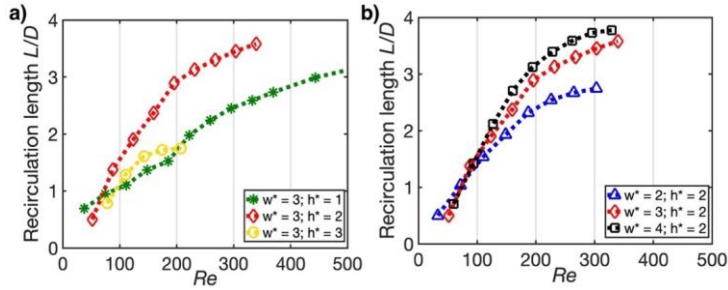 a)
Recirculation length L/D
4
3
2
1
0
0 100 200 300 400 500
Re
w* = 3; h* = 1
w* = 3; h* = 2
w* = 3; h* = 3
b)
Recirculation length L/D
4
3
2
1
0
0 100 200 300 400 500
Re
w* = 2; h* = 2
w* = 3; h* = 2
w* = 4; h* = 2